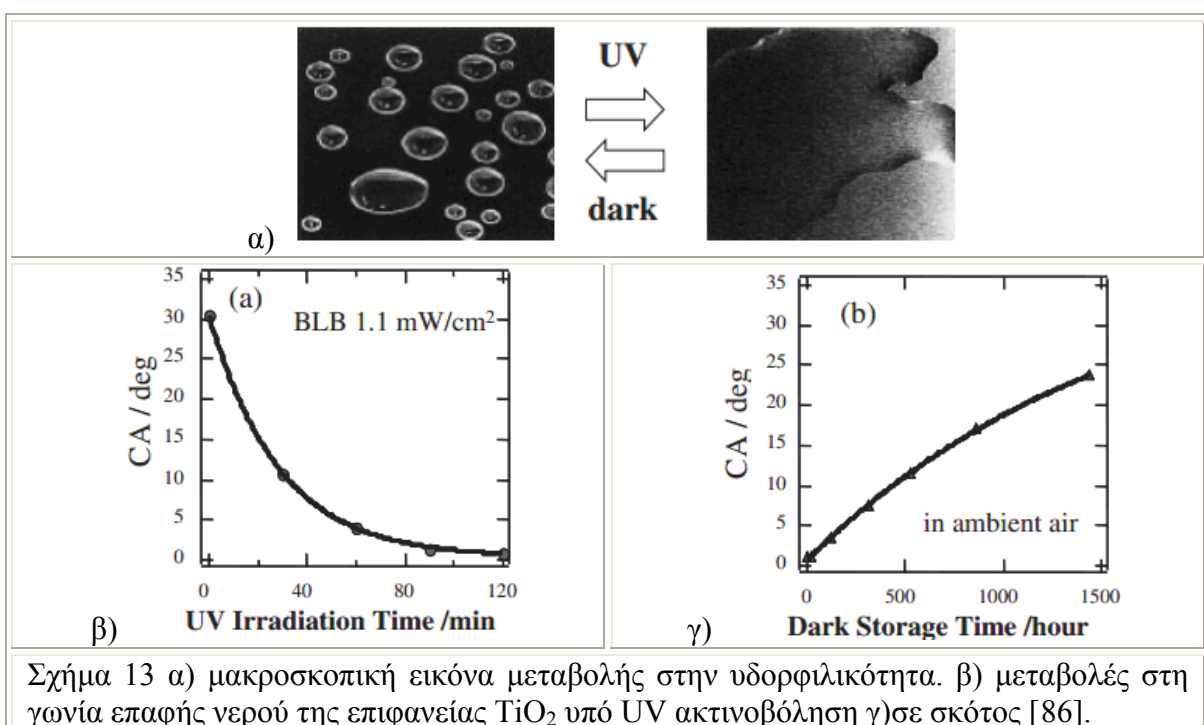 UV
dark
α)
35
30
25
20
15
10
5
0
(a)
BLB 1.1 mW/cm²
CA / deg
0 40 80 120
UV Irradiation Time /min
β)
35
30
25
20
15
10
5
0
(b)
in ambient air
CA / deg
0 500 1000 1500
Dark Storage Time /hour
γ)
Σχήμα 13 α) μακροσκοπική εικόνα μεταβολής στην υδορφιλικότητα. β) μεταβολές στη
γωνία επαφής νερού της επιφανείας TiO₂ υπό UV ακτινοβόληση γ)σε σκότος [86].